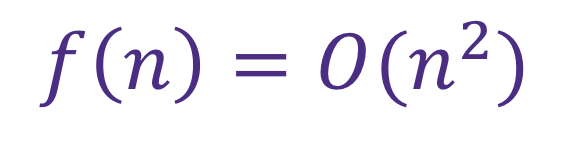 f(n) = O(n²)